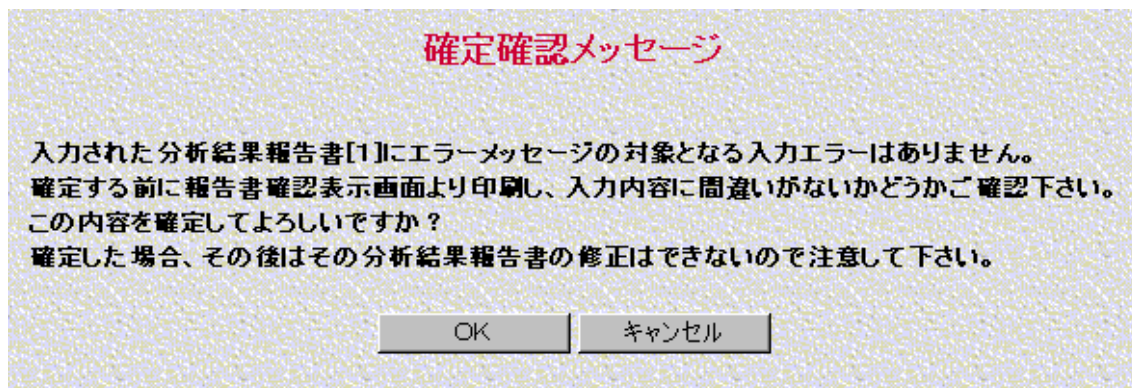 確定確認メッセージ
入力された分析結果報告書[1]にエラーメッセージの対象となる入力エラーはありません。
確定する前に報告書確認表示画面より印刷し、入力内容に間違いがないかどうかご確認下さい。
この内容を確定してよろしいですか?
確定した場合、その後はその分析結果報告書の修正はできないので注意して下さい。
OK キャンセル